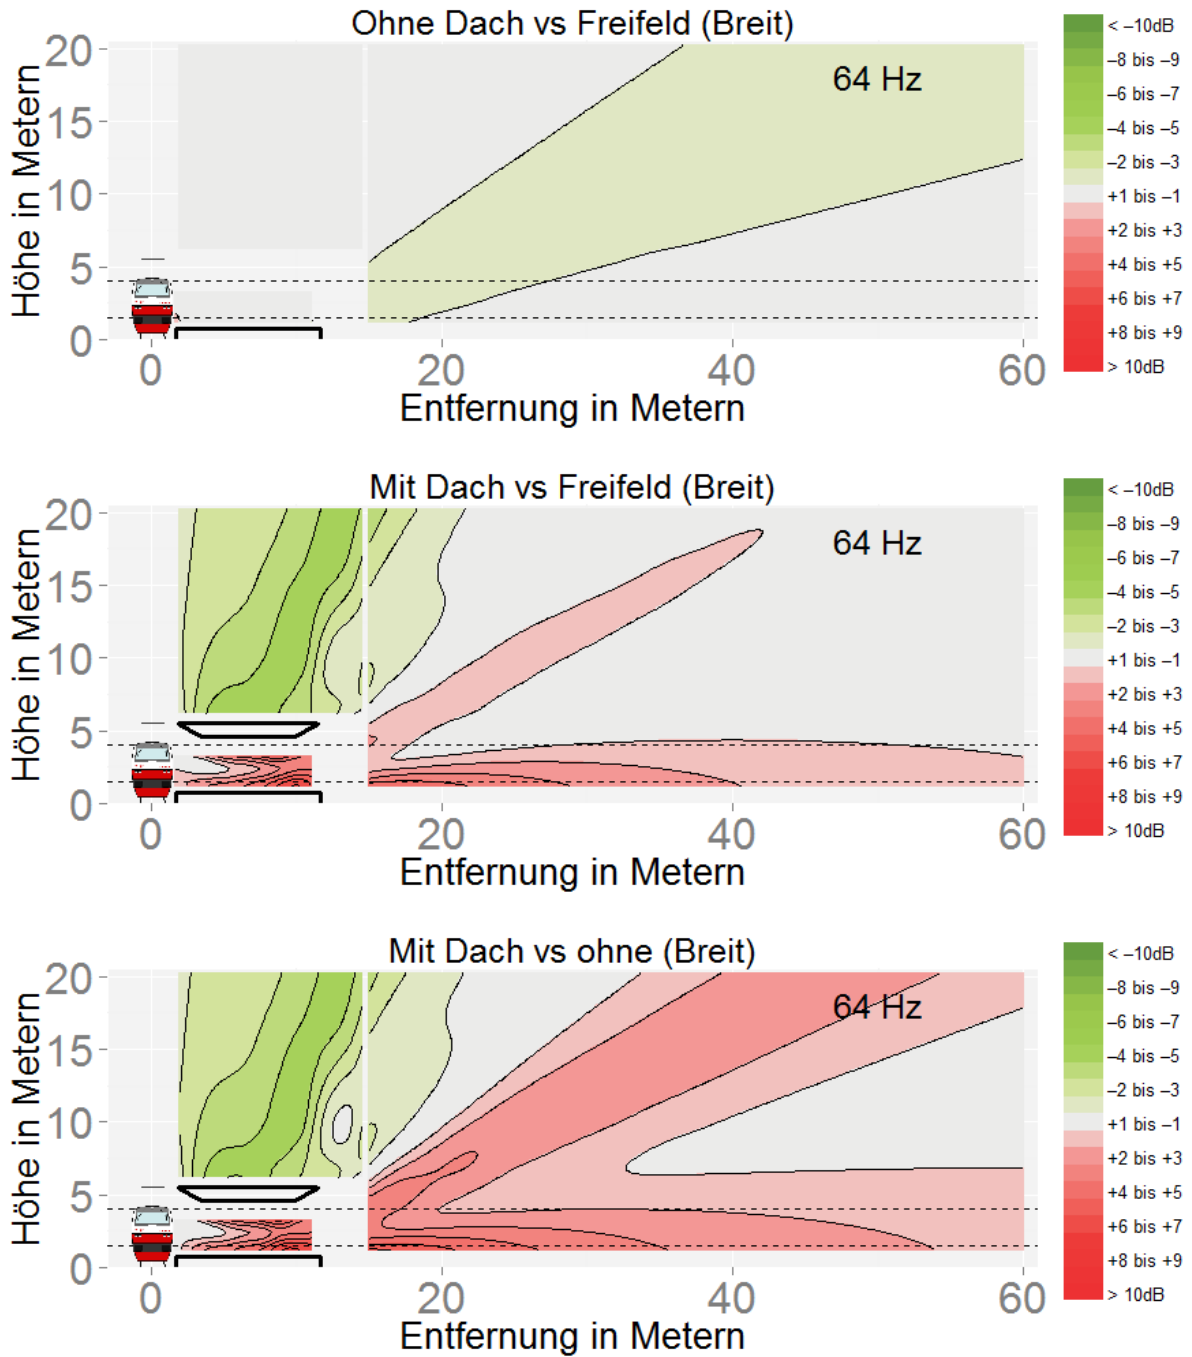 Ohne Dach vs Freifeld (Breit)
64 Hz
Höhe in Metern
20
15
10
5
0
0 20 40 60
Entfernung in Metern
< –10dB
–8 bis –9
–6 bis –7
–4 bis –5
–2 bis –3
+1 bis –1
+2 bis +3
+4 bis +5
+6 bis +7
+8 bis +9
> 10dB
Mit Dach vs Freifeld (Breit)
64 Hz
Höhe in Metern
20
15
10
5
0
0 20 40 60
Entfernung in Metern
< –10dB
–8 bis –9
–6 bis –7
–4 bis –5
–2 bis –3
+1 bis –1
+2 bis +3
+4 bis +5
+6 bis +7
+8 bis +9
> 10dB
Mit Dach vs ohne (Breit)
64 Hz
Höhe in Metern
20
15
10
5
0
0 20 40 60
Entfernung in Metern
< –10dB
–8 bis –9
–6 bis –7
–4 bis –5
–2 bis –3
+1 bis –1
+2 bis +3
+4 bis +5
+6 bis +7
+8 bis +9
> 10dB